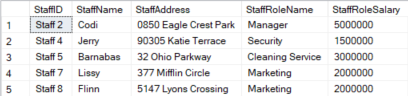 StaffID StaffName StaffAddress StaffRoleName StaffRoleSalary
1 Staff 2 Codi 0850 Eagle Crest Park Manager 5000000
2 Staff 4 Jerry 90305 Katie Terrace Security 1500000
3 Staff 5 Barnabas 32 Ohio Parkway Cleaning Service 3000000
4 Staff 7 Lissy 377 Mifflin Circle Marketing 2000000
5 Staff 8 Flinn 5147 Lyons Crossing Marketing 2000000